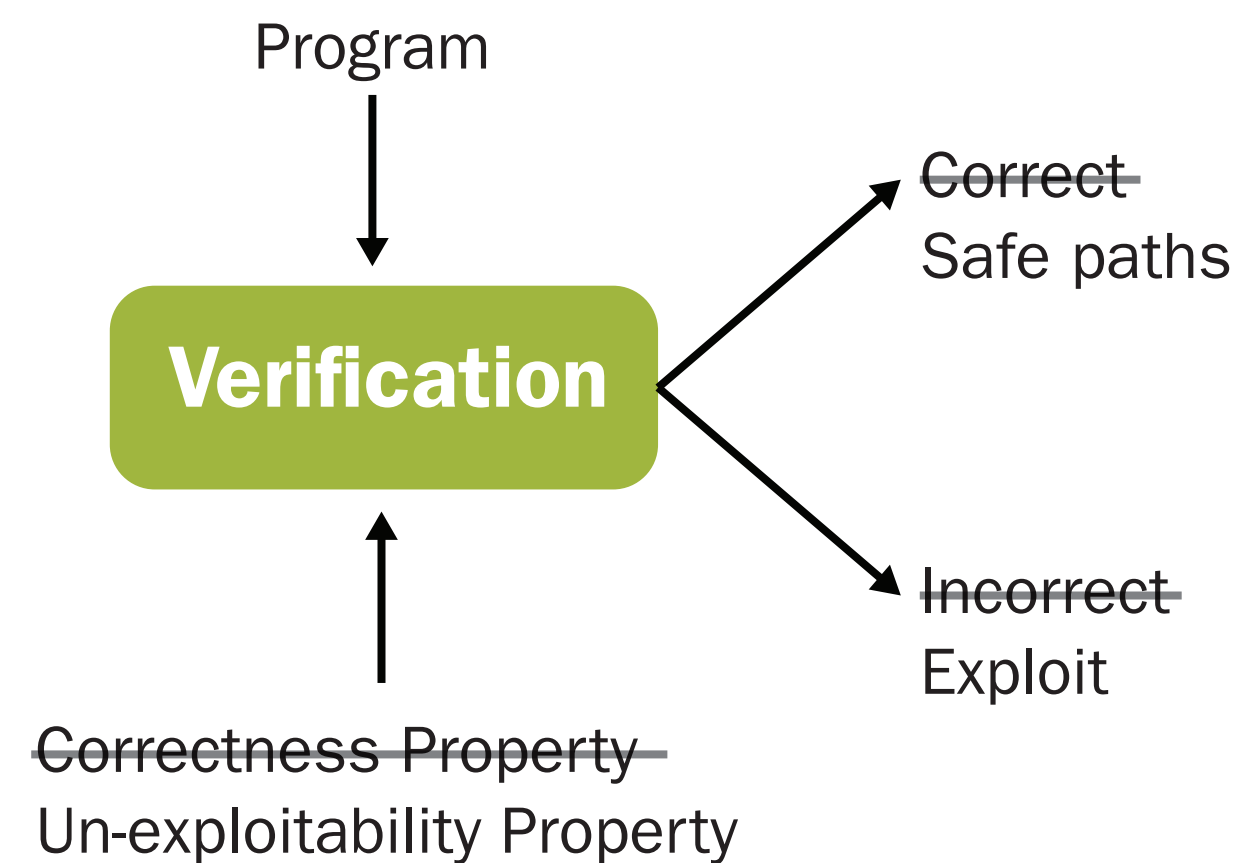 Program
Correct
Safe paths
Verification
Incorrect
Exploit
Correctness Property
Un-exploitability Property